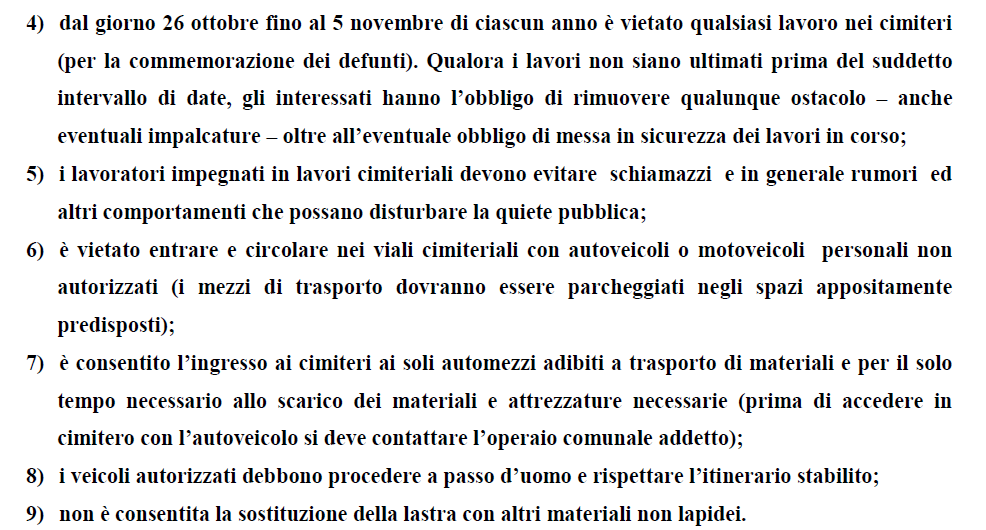 4) dal giorno 26 ottobre fino al 5 novembre di ciascun anno è vietato qualsiasi lavoro nei cimiteri
(per la commemorazione dei defunti). Qualora i lavori non siano ultimati prima del suddetto
intervallo di date, gli interessati hanno l’obbligo di rimuovere qualunque ostacolo – anche
eventuali impalcature – oltre all’eventuale obbligo di messa in sicurezza dei lavori in corso;
5) i lavoratori impegnati in lavori cimiteriali devono evitare schiamazzi e in generale rumori ed
altri comportamenti che possano disturbare la quiete pubblica;
6) è vietato entrare e circolare nei viali cimiteriali con autoveicoli o motoveicoli personali non
autorizzati (i mezzi di trasporto dovranno essere parcheggiati negli spazi appositamente
predisposti);
7) è consentito l’ingresso ai cimiteri ai soli automezzi adibiti a trasporto di materiali e per il solo
tempo necessario allo scarico dei materiali e attrezzature necessarie (prima di accedere in
cimitero con l’autoveicolo si deve contattare l’operaio comunale addetto);
8) i veicoli autorizzati debbono procedere a passo d’uomo e rispettare l’itinerario stabilito;
9) non è consentita la sostituzione della lastra con altri materiali non lapidei.